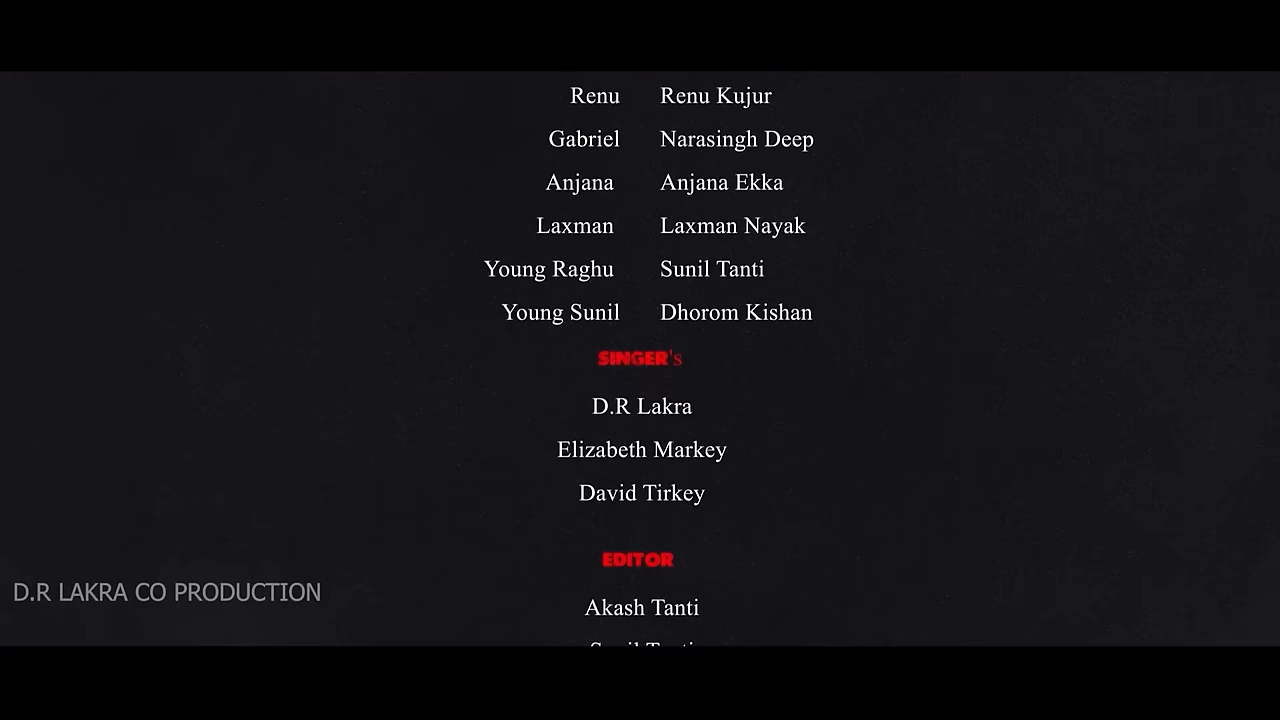 Renu Renu Kujur
Gabriel Narasingh Deep
Anjana Anjana Ekka
Laxman Laxman Nayak
Young Raghu Sunil Tanti
Young Sunil Dhorom Kishan
SINGER's
D.R Lakra
Elizabeth Markey
David Tirkey
EDITOR
D.R LAKRA CO PRODUCTION
Akash Tanti